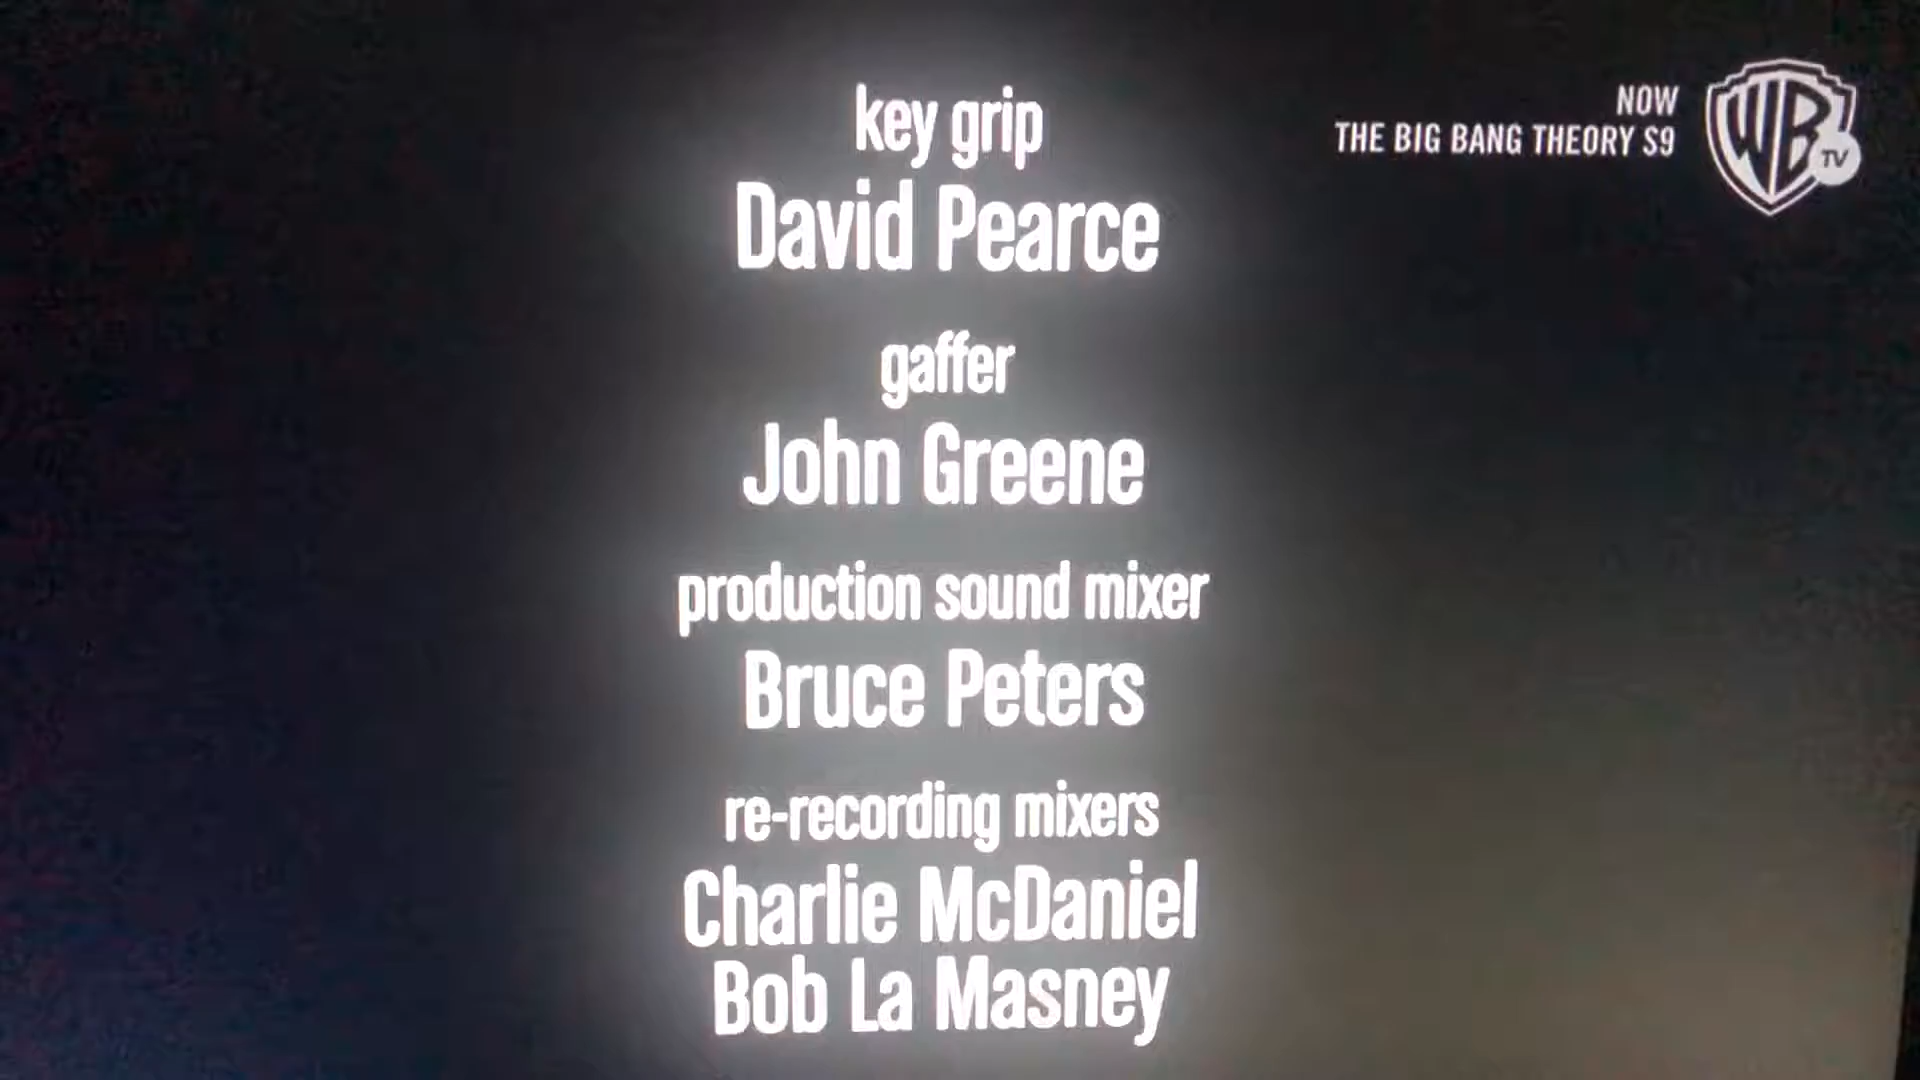 key grip
David Pearce
gaffer
John Greene
production sound mixer
Bruce Peters
re-recording mixers
Charlie McDaniel
Bob La Masney
NOW
THE BIG BANG THEORY S9
WB
TV